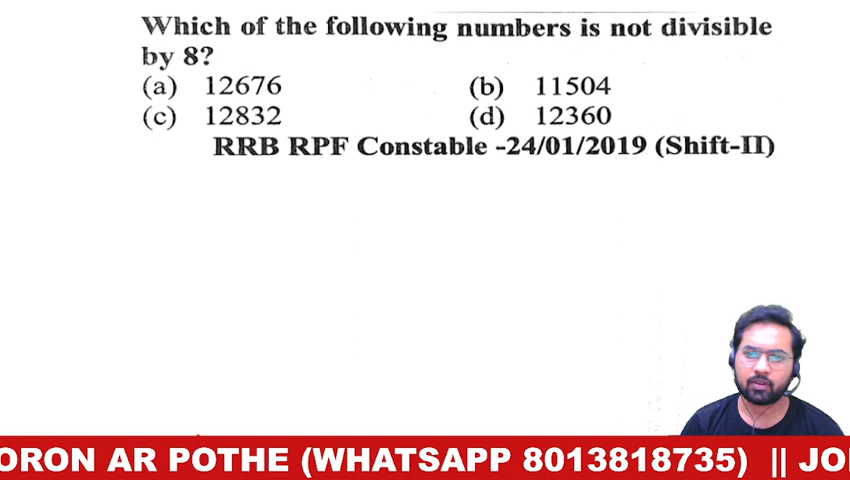 Which of the following numbers is not divisible
by 8?
(a) 12676 (b) 11504
(c) 12832 (d) 12360
RRB RPF Constable -24/01/2019 (Shift-II)
ORON AR POTHE (WHATSAPP 8013818735) || JO